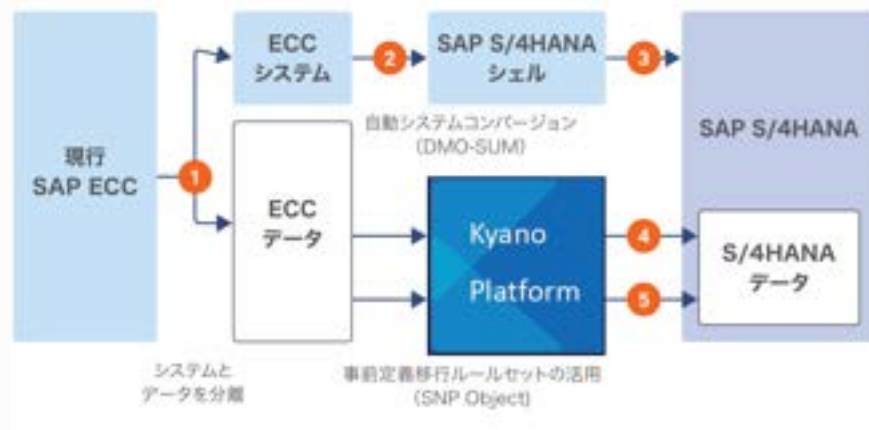 現行
SAP ECC
1
ECC
システム
2
SAP S/4HANA
シェル
3
自動システムコンバージョン
(DMO-SUM)
SAP S/4HANA
ECC
データ
Kyano
Platform
4
5
S/4HANA
データ
システムと
データを分離
事前定義移行ルールセットの活用
(SNP Object)